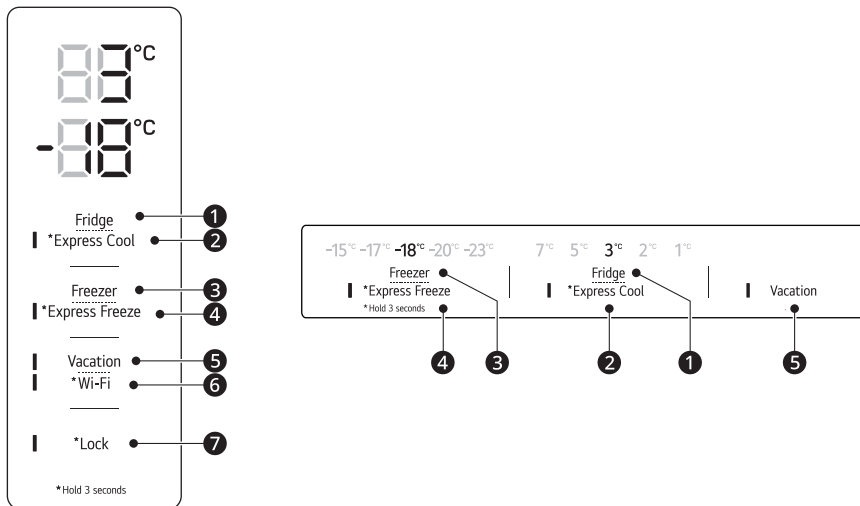 3°C
-18°C
Fridge
*Express Cool
Freezer
*Express Freeze
Vacation
*Wi-Fi
*Lock
*Hold 3 seconds
1
2
3
4
5
6
7
-15°C -17°C -18°C -20°C -23°C
7°C 5°C 3°C 2°C 1°C
Freezer
*Express Freeze
*Hold 3 seconds
Fridge
*Express Cool
Vacation
4 3 2 1 5